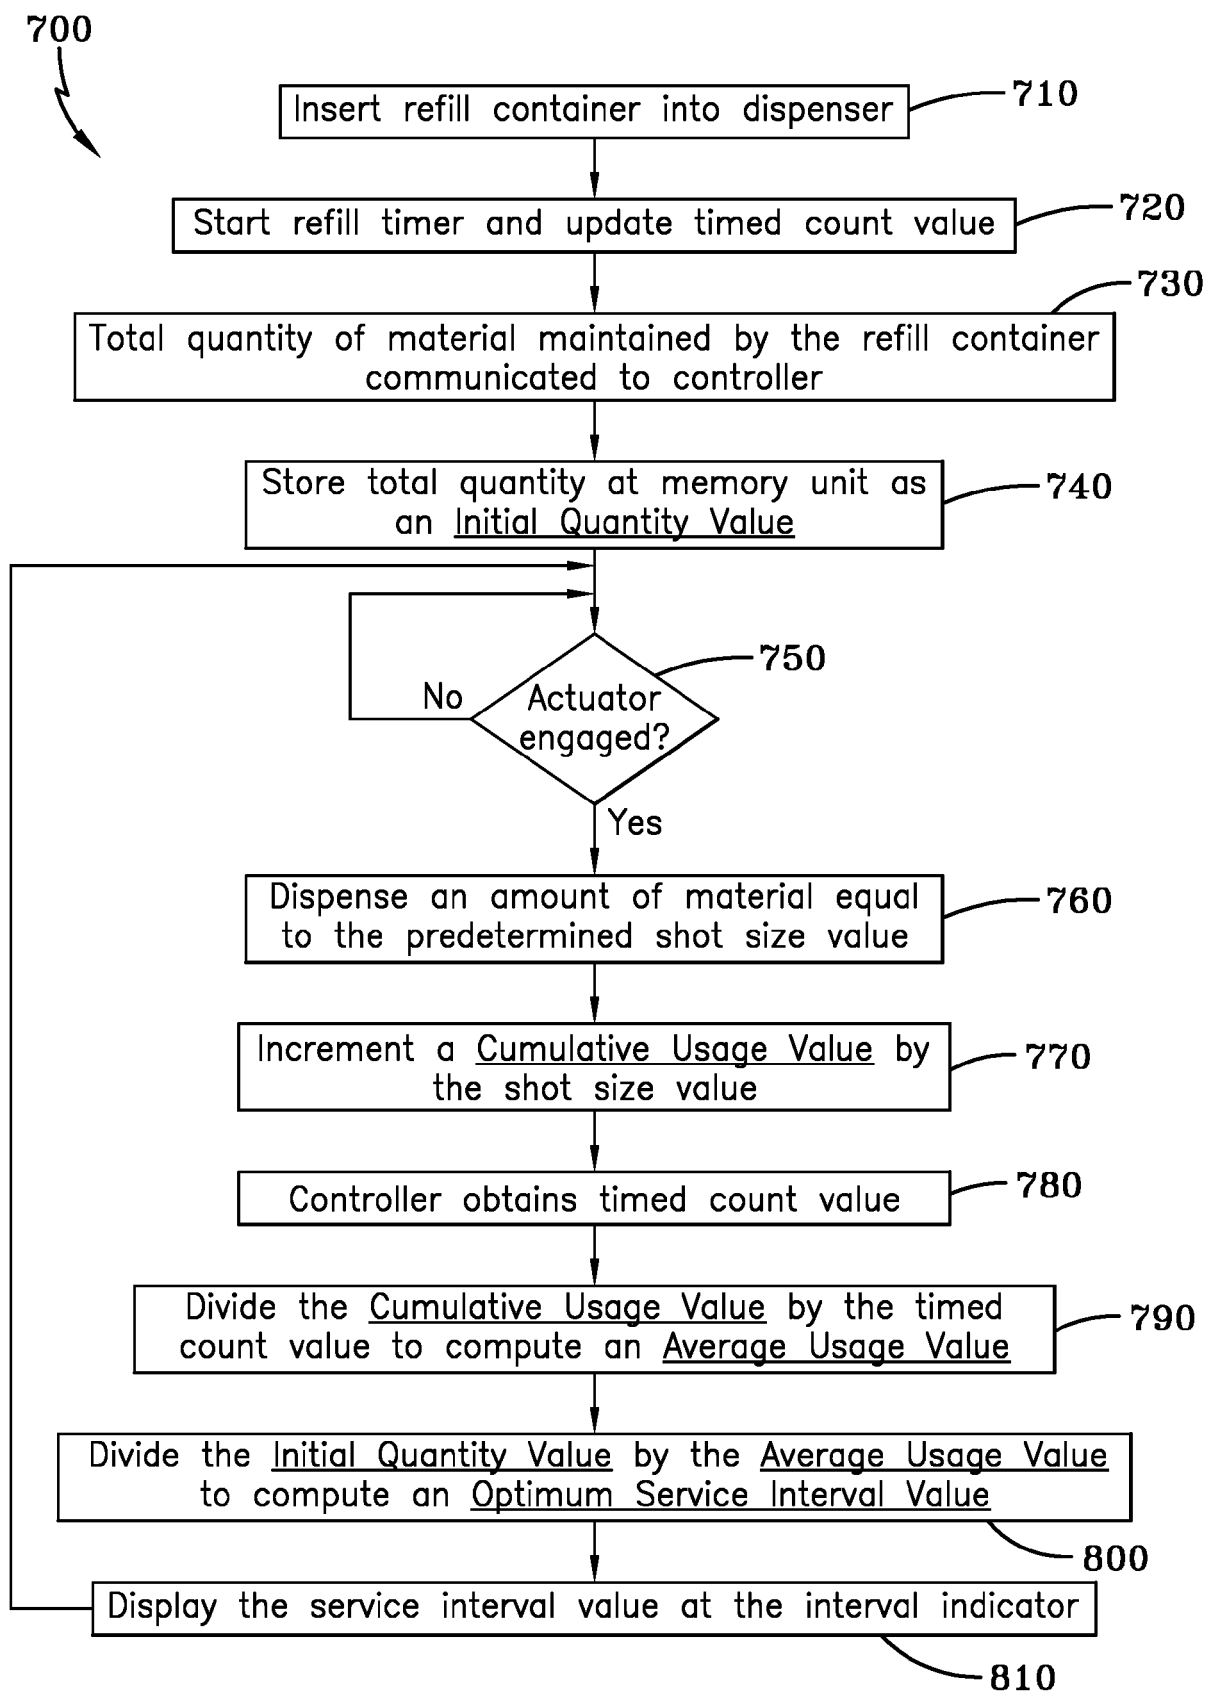 700
Insert refill container into dispenser
710
Start refill timer and update timed count value
720
730
Total quantity of material maintained by the refill container
communicated to controller
Store total quantity at memory unit as
an Initial Quantity Value
740
750
No
Actuator
engaged?
Yes
Dispense an amount of material equal
to the predetermined shot size value
760
Increment a Cumulative Usage Value by
the shot size value
770
Controller obtains timed count value
780
Divide the Cumulative Usage Value by the timed
count value to compute an Average Usage Value
790
Divide the Initial Quantity Value by the Average Usage Value
to compute an Optimum Service Interval Value
800
Display the service interval value at the interval indicator
810